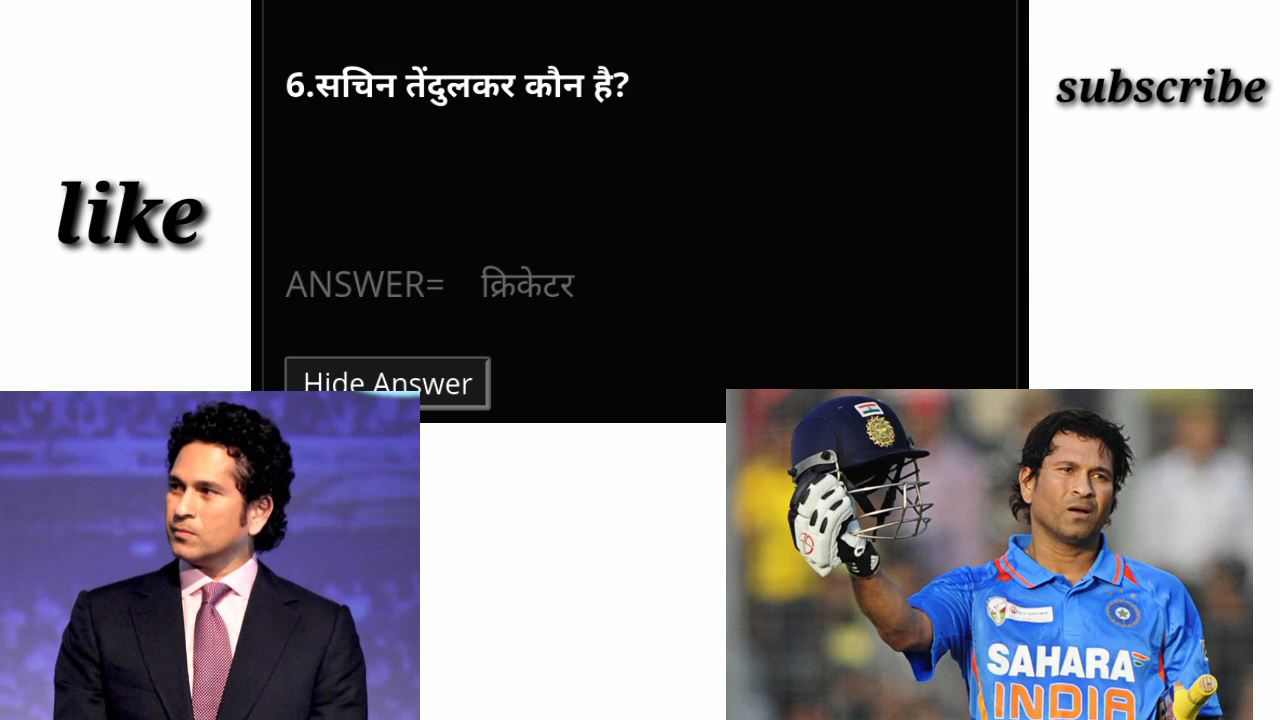 6.सचिन तेंदुलकर कौन है?
subscribe
like
ANSWER= क्रिकेटर
Hide Answer
SAHARA
INDIA